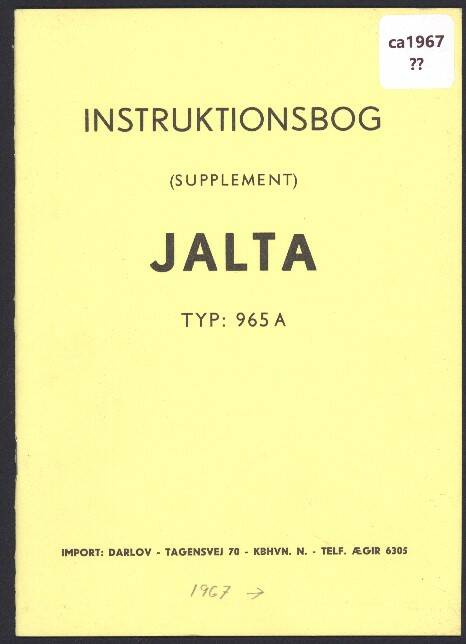 ca1967
??
INSTRUKTIONSBOG
(SUPPLEMENT)
JALTA
TYP: 965 A
IMPORT: DARLOV - TAGENSVEJ 70 - KBHVN. N. - TELF. ÆGIR 6305
1967 →